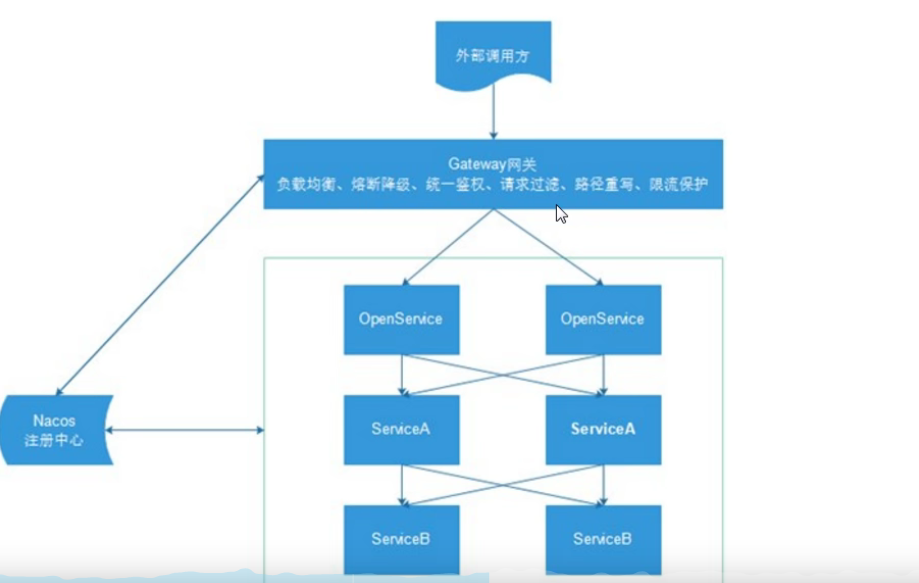 外部调用方
Gateway网关
负载均衡、熔断降级、统一鉴权、请求过滤、路径重写、限流保护
OpenService
OpenService
Nacos
注册中心
ServiceA
ServiceA
ServiceB
ServiceB